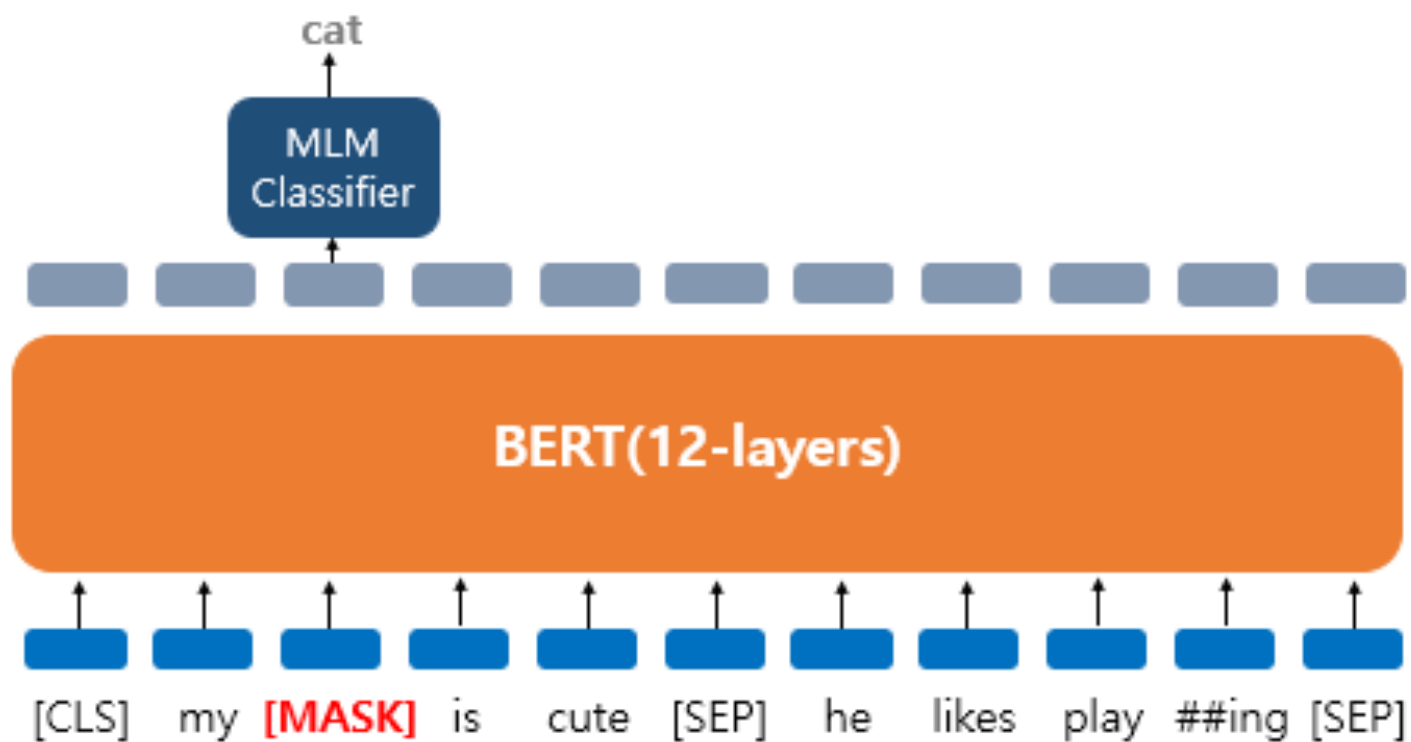 cat
MLM
Classifier
BERT(12-layers)
[CLS] my [MASK] is cute [SEP] he likes play ##ing [SEP]